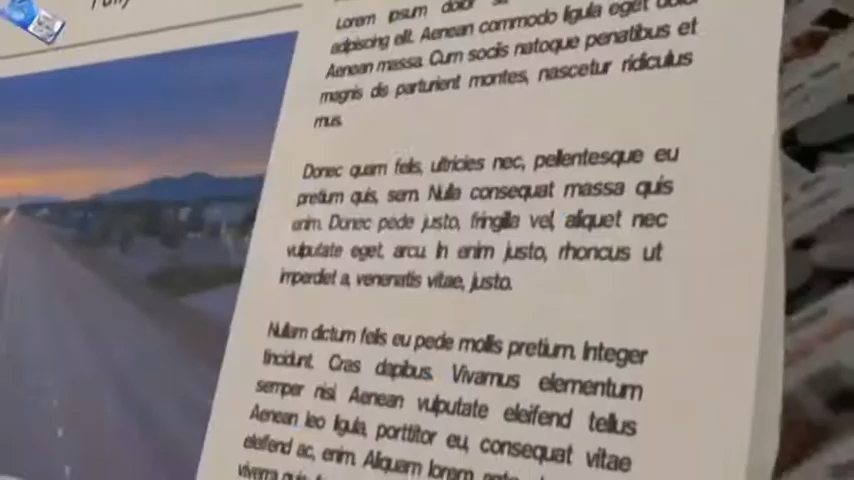 Lorem ipsum dolor
adipiscing elit. Aenean commodo ligula eget dolor
Aenean massa. Cum sociis natoque penatibus et
magnis dis parturient montes, nascetur ridiculus
mus.
Donec quam felis, ultricies nec, pellentesque eu
pretium quis, sem. Nulla consequat massa quis
enim. Donec pede justo, fringilla vel, aliquet nec
vulputate eget, arcu. In enim justo, rhoncus ut
imperdiet a, venenatis vitae, justo.
Nullam dictum felis eu pede mollis pretium. Integer
tincidunt. Cras dapibus. Vivamus elementum
semper nisi. Aenean vulputate eleifend tellus
Aenean leo ligula, porttitor eu, consequat vitae
eleifend ac, enim. Aliquam lorem ante
viverra quis